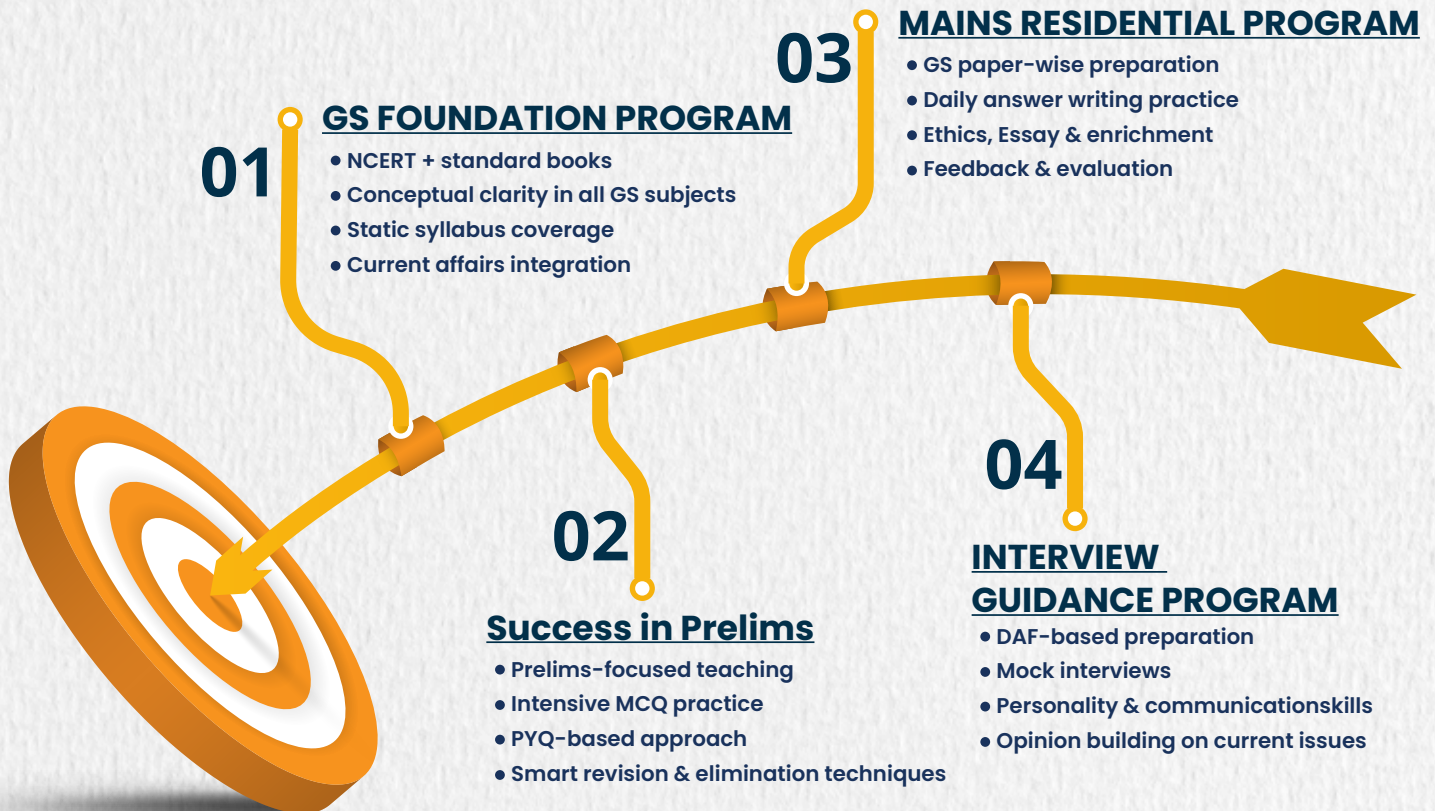 01
GS FOUNDATION PROGRAM
• NCERT + standard books
• Conceptual clarity in all GS subjects
• Static syllabus coverage
• Current affairs integration
02
Success in Prelims
• Prelims-focused teaching
• Intensive MCQ practice
• PYQ-based approach
• Smart revision & elimination techniques
03
MAINS RESIDENTIAL PROGRAM
• GS paper-wise preparation
• Daily answer writing practice
• Ethics, Essay & enrichment
• Feedback & evaluation
04
INTERVIEW
GUIDANCE PROGRAM
• DAF-based preparation
• Mock interviews
• Personality & communicationskills
• Opinion building on current issues